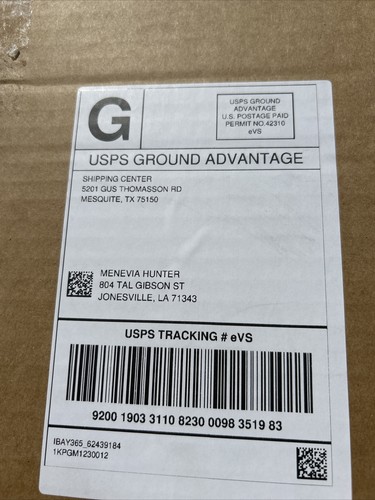 G
USPS GROUND
ADVANTAGE
U.S. POSTAGE PAID
PERMIT NO.42310
eVS
USPS GROUND ADVANTAGE
SHIPPING CENTER
5201 GUS THOMASSON RD
MESQUITE, TX 75150
MENEVIA HUNTER
804 TAL GIBSON ST
JONESVILLE, LA 71343
USPS TRACKING # eVS
9200 1903 3110 8230 0098 3519 83
IBAY365_62439184
1KPGM1230012